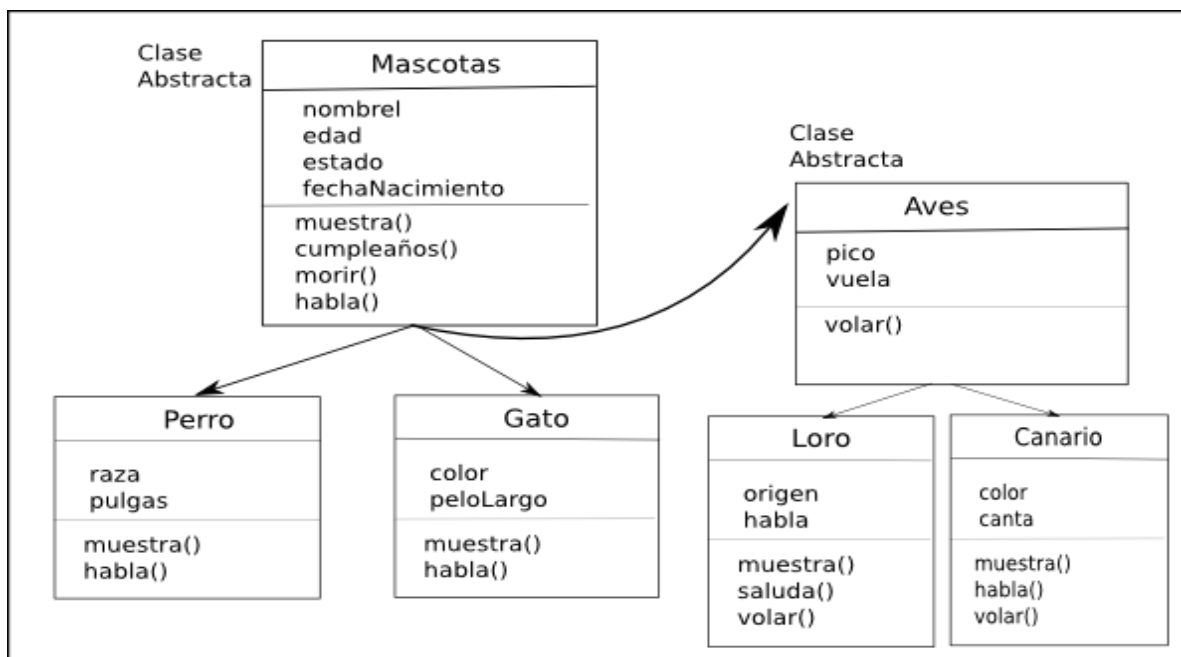 Clase
Abstracta
Mascotas
nombrel
edad
estado
fechaNacimiento
muestra()
cumpleaños()
morir()
habla()
Clase
Abstracta
Aves
pico
vuela
volar()
Perro
raza
pulgas
muestra()
habla()
Gato
color
peloLargo
muestra()
habla()
Loro
origen
habla
muestra()
saluda()
volar()
Canario
color
canta
muestra()
habla()
volar()